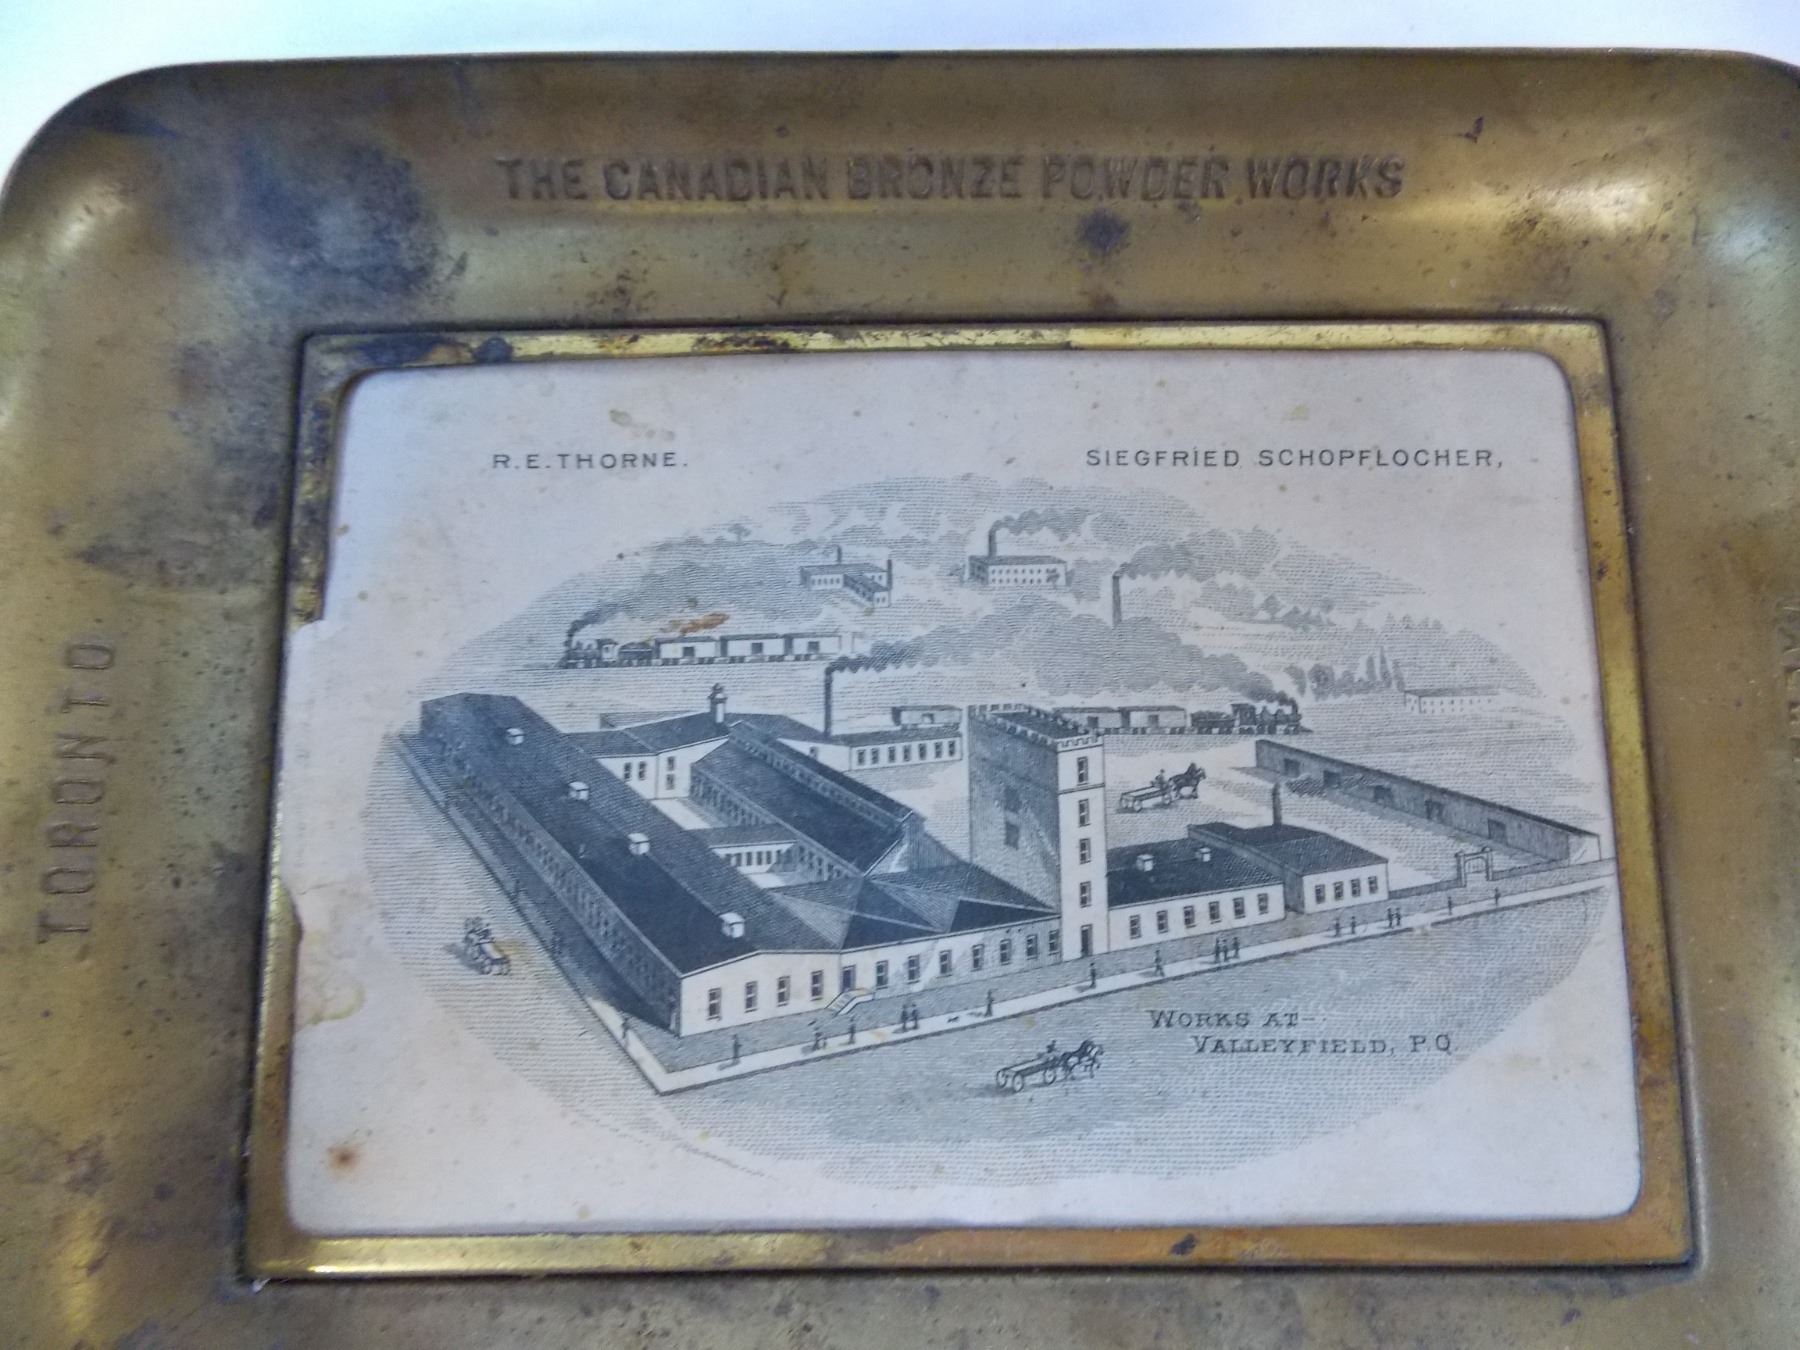 THE CANADIAN BRONZE POWDER WORKS
TORONTO
R.E.THORNE.
SIEGFRIED SCHOPFLOCHER,
WORKS AT-
VALLEYFIELD, P.Q.